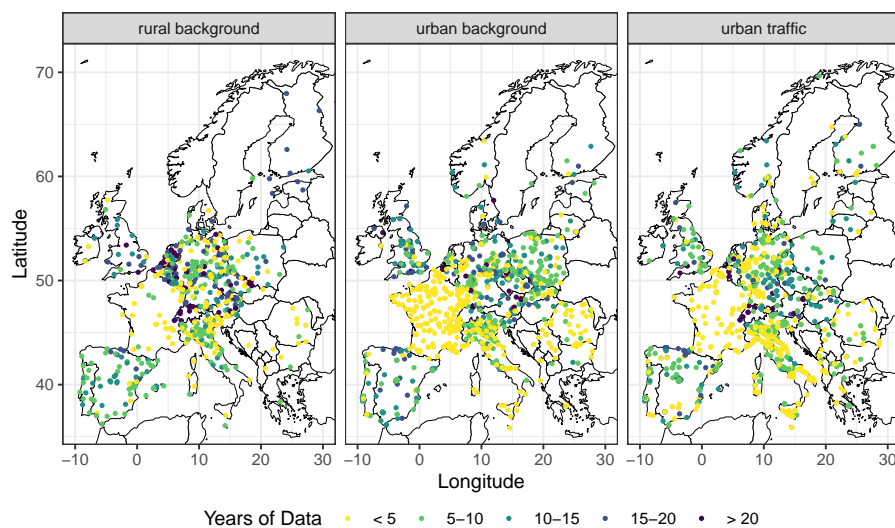 rural background
urban background
urban traffic
70
60
50
40
Latitude
−10 0 10 20 30
−10 0 10 20 30
−10 0 10 20 30
Longitude
Years of Data < 5 5−10 10−15 15−20 > 20